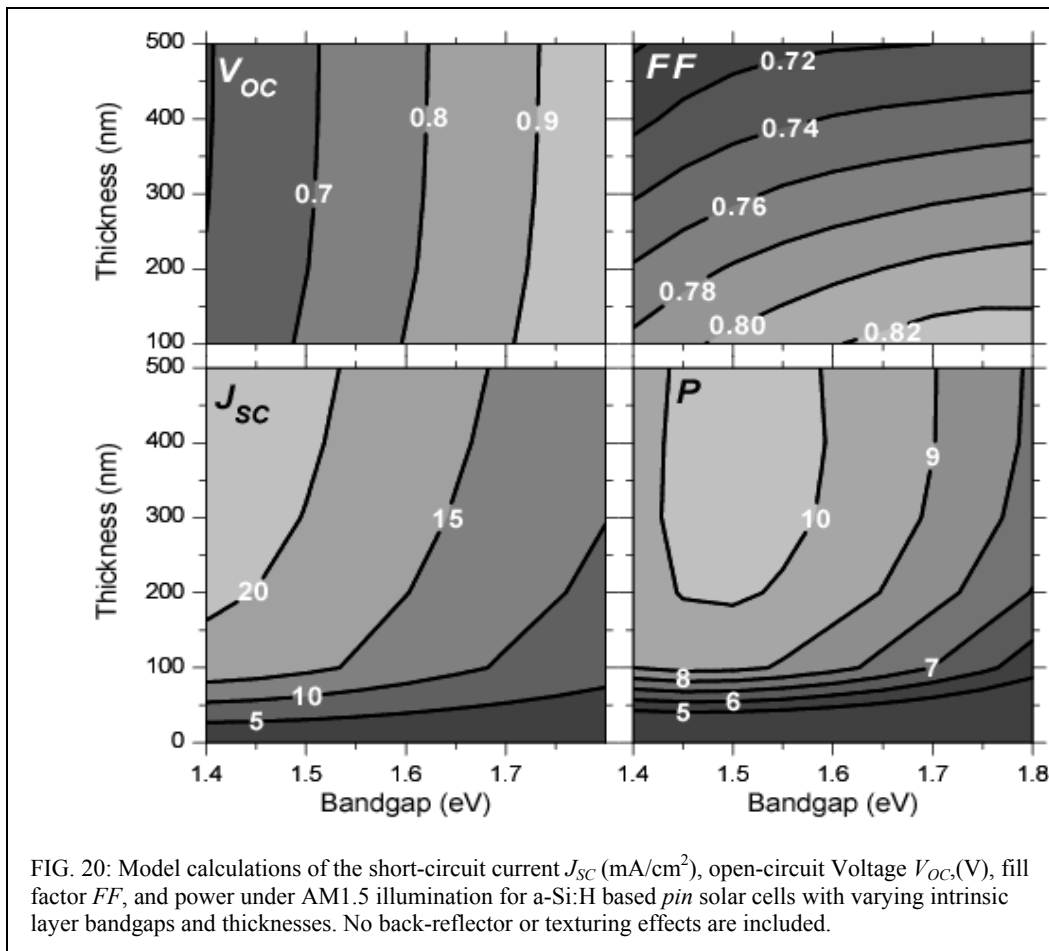 500
400
300
200
100
Thickness (nm)
V_OC
0.7
0.8
0.9
FF
0.72
0.74
0.76
0.78
0.80
0.82
500
400
300
200
100
0
Thickness (nm)
J_SC
20
15
10
5
P
10
9
8
7
6
5
1.4 1.5 1.6 1.7
1.4 1.5 1.6 1.7 1.8
Bandgap (eV)
Bandgap (eV)
FIG. 20: Model calculations of the short-circuit current J_SC (mA/cm²), open-circuit Voltage V_OC,(V), fill
factor FF, and power under AM1.5 illumination for a-Si:H based pin solar cells with varying intrinsic
layer bandgaps and thicknesses. No back-reflector or texturing effects are included.